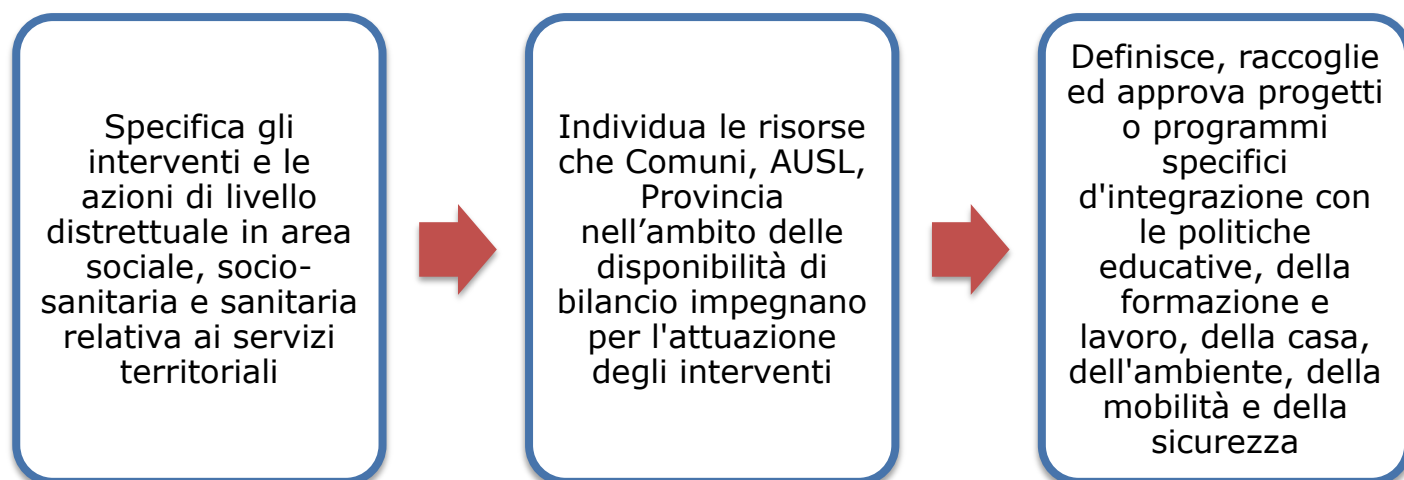 Specifica gli
interventi e le
azioni di livello
distrettuale in area
sociale, socio-
sanitaria e sanitaria
relativa ai servizi
territoriali
Individua le risorse
che Comuni, AUSL,
Provincia
nell’ambito delle
disponibilità di
bilancio impegnano
per l'attuazione
degli interventi
Definisce, raccoglie
ed approva progetti
o programmi
specifici
d'integrazione con
le politiche
educative, della
formazione e
lavoro, della casa,
dell'ambiente, della
mobilità e della
sicurezza